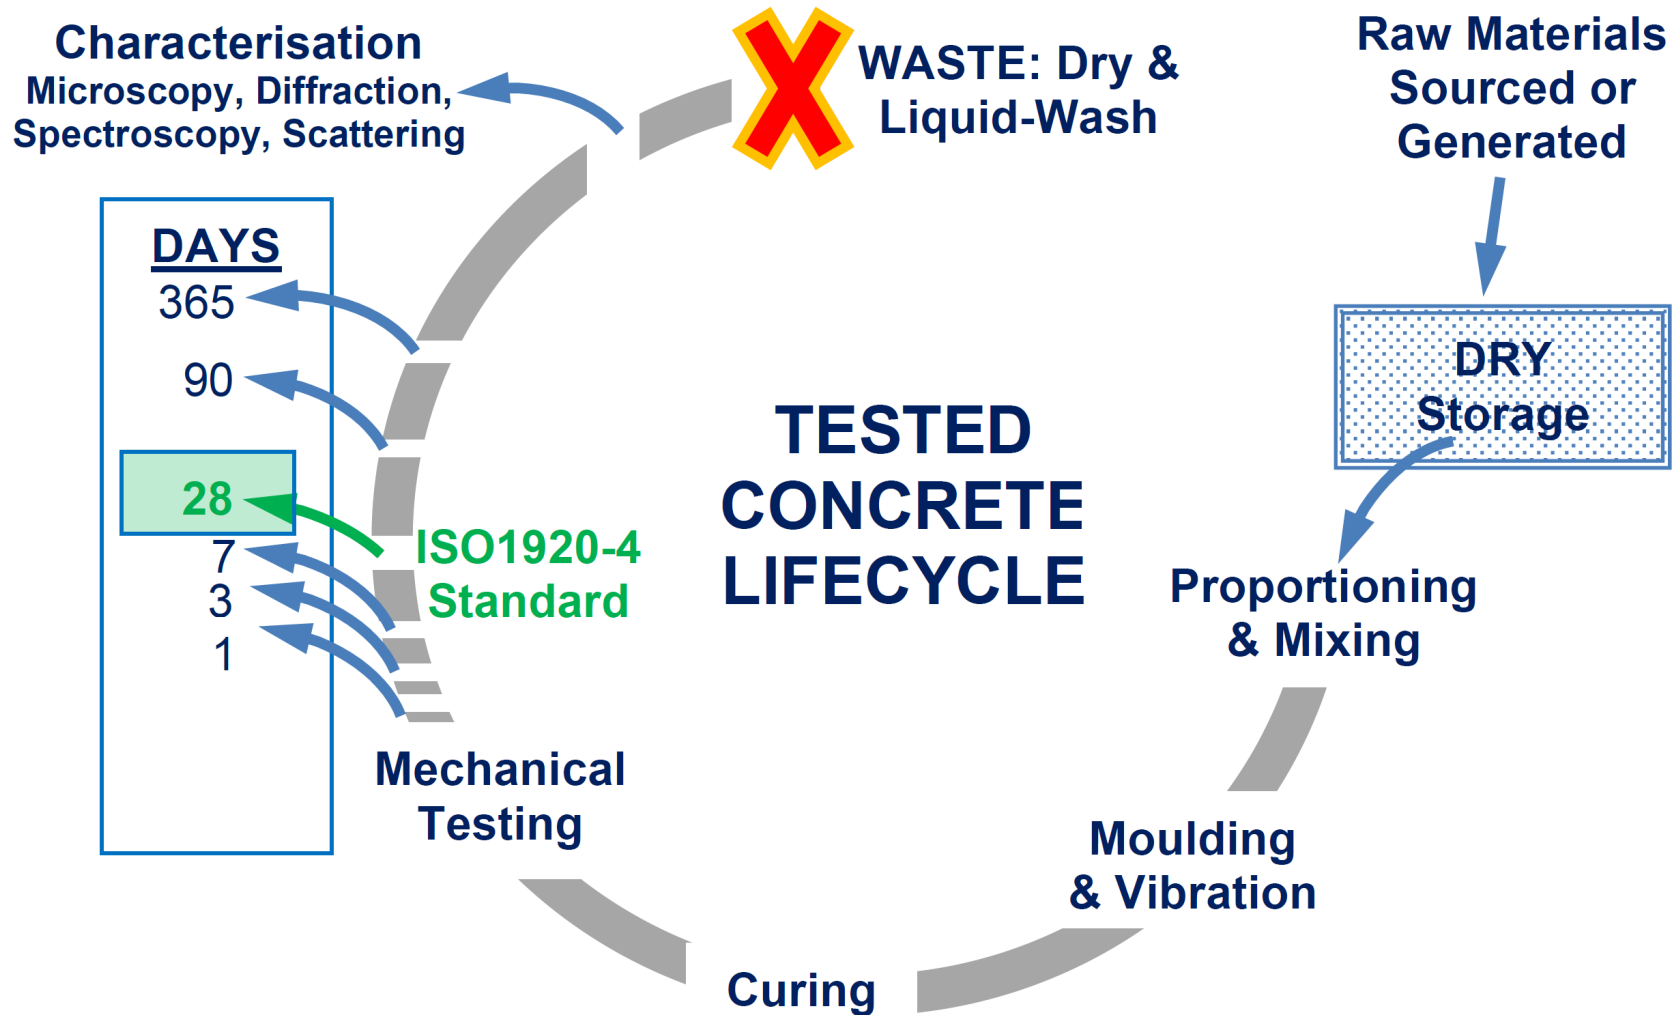 Characterisation
Microscopy, Diffraction,
Spectroscopy, Scattering
WASTE: Dry &
Liquid-Wash
Raw Materials
Sourced or
Generated
DAYS
365
90
28
7
3
1
ISO1920-4
Standard
TESTED
CONCRETE
LIFECYCLE
DRY
Storage
Proportioning
& Mixing
Moulding
& Vibration
Curing
Mechanical
Testing